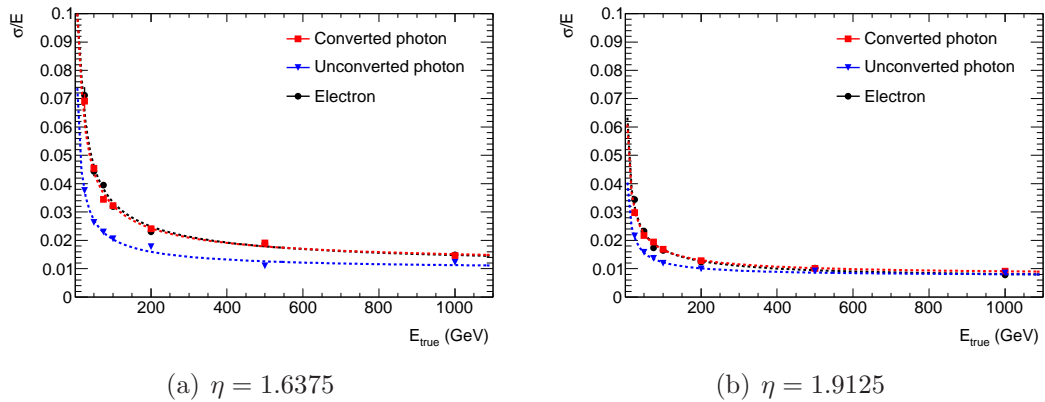 σ/E
0.1
0.09
0.08
0.07
0.06
0.05
0.04
0.03
0.02
0.01
0
Converted photon
Unconverted photon
Electron
200 400 600 800 1000
E_true (GeV)
(a) η = 1.6375
σ/E
0.1
0.09
0.08
0.07
0.06
0.05
0.04
0.03
0.02
0.01
0
Converted photon
Unconverted photon
Electron
200 400 600 800 1000
E_true (GeV)
(b) η = 1.9125